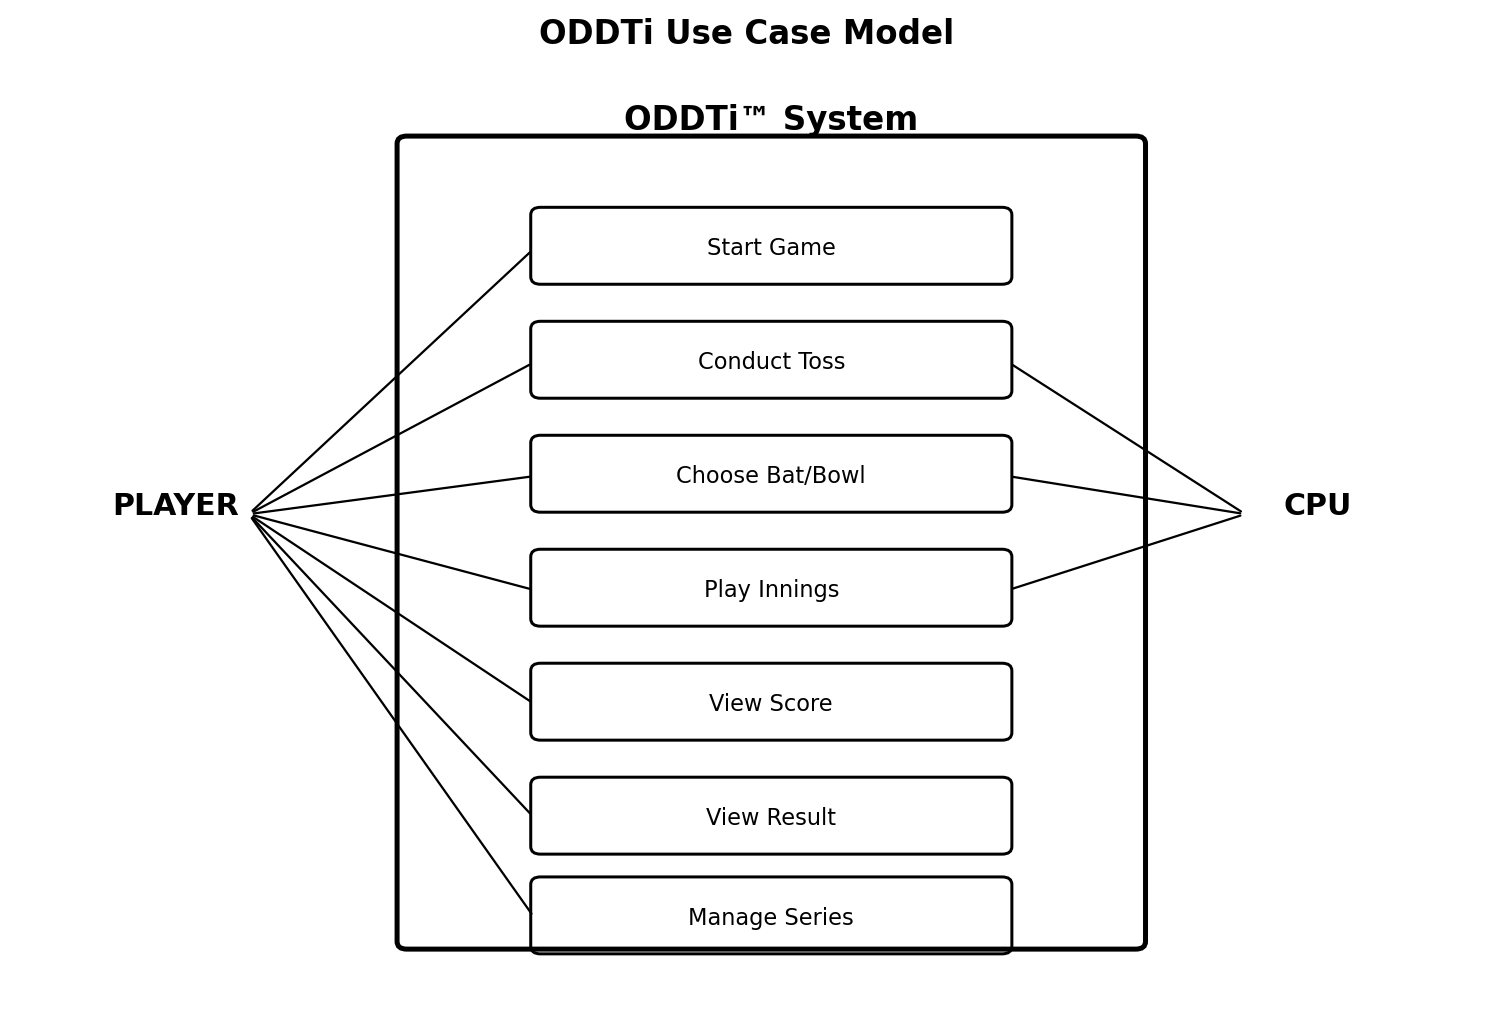 ODDTi Use Case Model
ODDTi™ System
Start Game
Conduct Toss
Choose Bat/Bowl
PLAYER
CPU
Play Innings
View Score
View Result
Manage Series